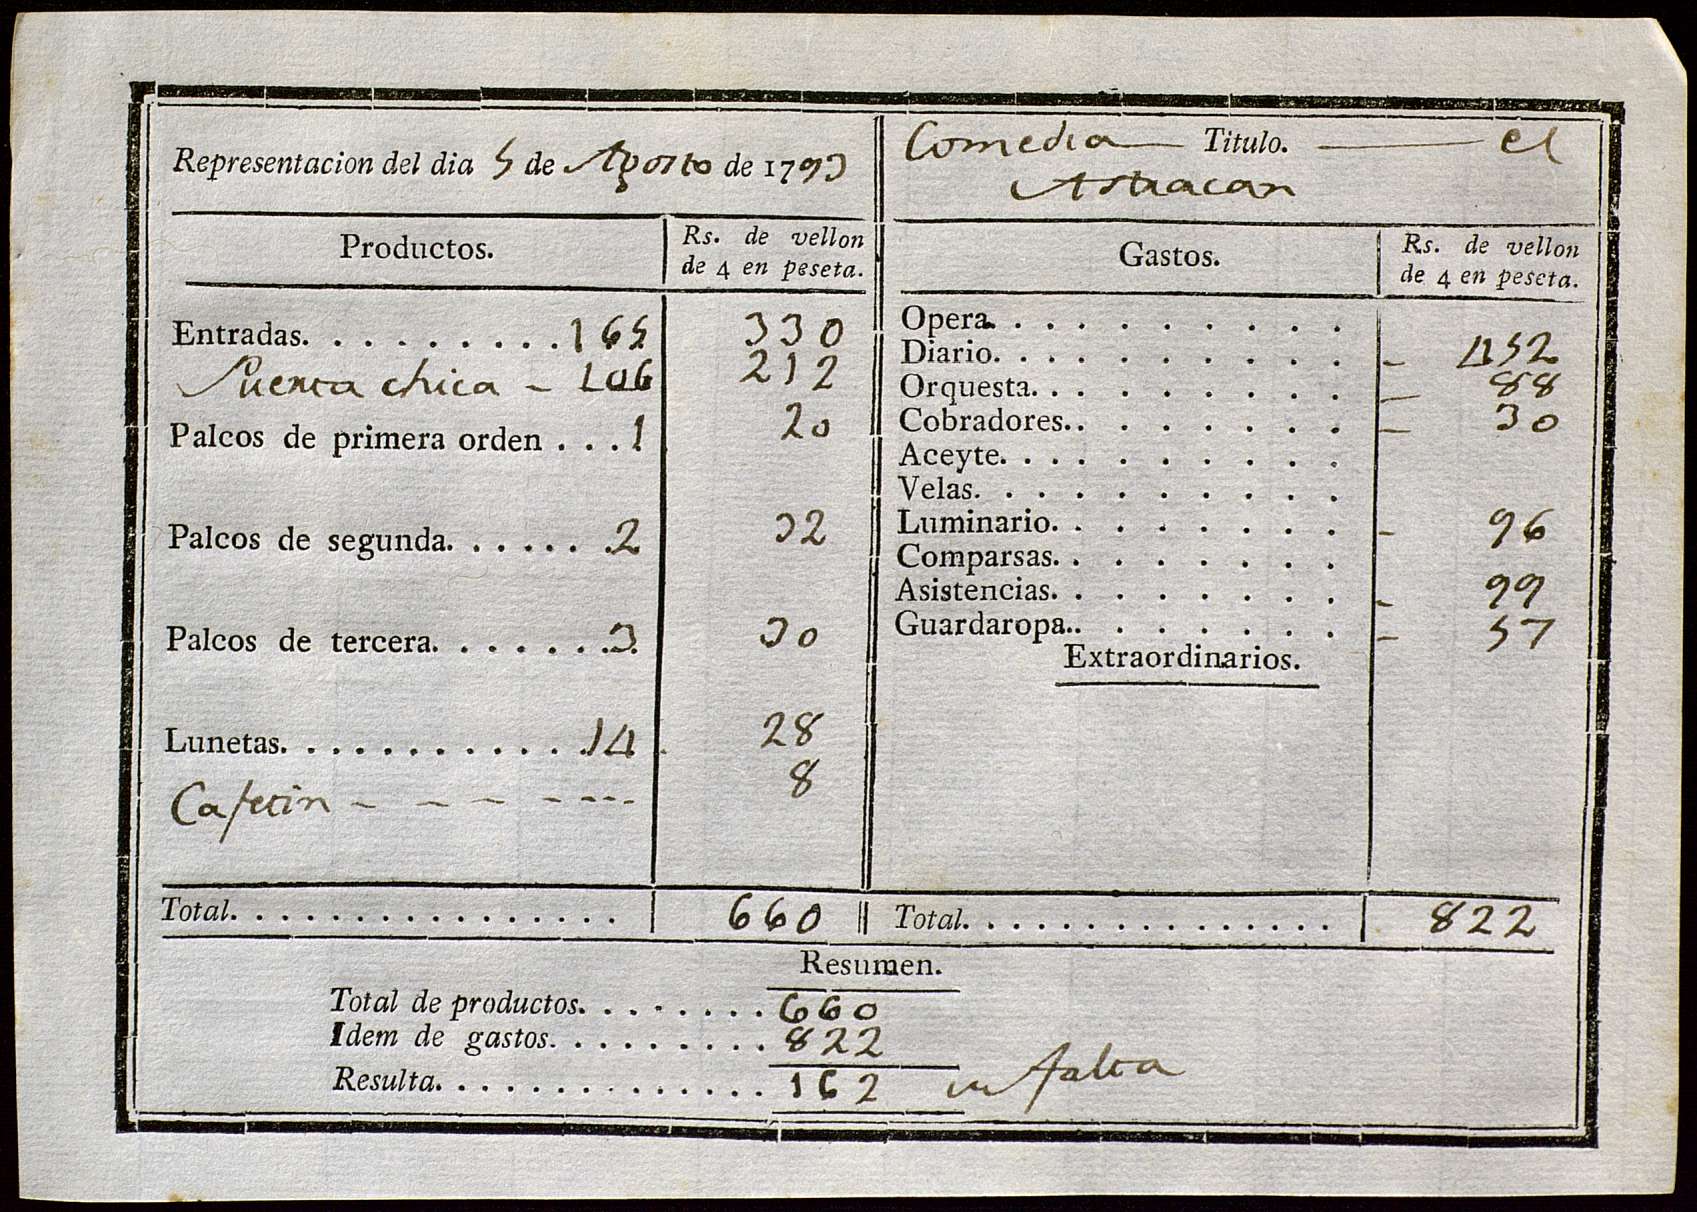 Representacion del dia 5 de Agosto de 1793
Comedia Titulo. el
Astracan
Productos.
Rs. de vellon
de 4 en peseta.
Entradas. 165 330
Puerta chica - 106 212
Palcos de primera orden 1 20
Palcos de segunda. 2 32
Palcos de tercera. 3 30
Lunetas. 14 28
Cafetin 8
Total. 660
Gastos.
Rs. de vellon
de 4 en peseta.
Opera.
Diario. - 452
Orquesta. - 88
Cobradores. - 30
Aceyte.
Velas.
Luminario. - 96
Comparsas.
Asistencias. - 99
Guardaropa. - 57
Extraordinarios.
Total. 822
Resumen.
Total de productos. 660
Idem de gastos. 822
Resulta. 162 en falta